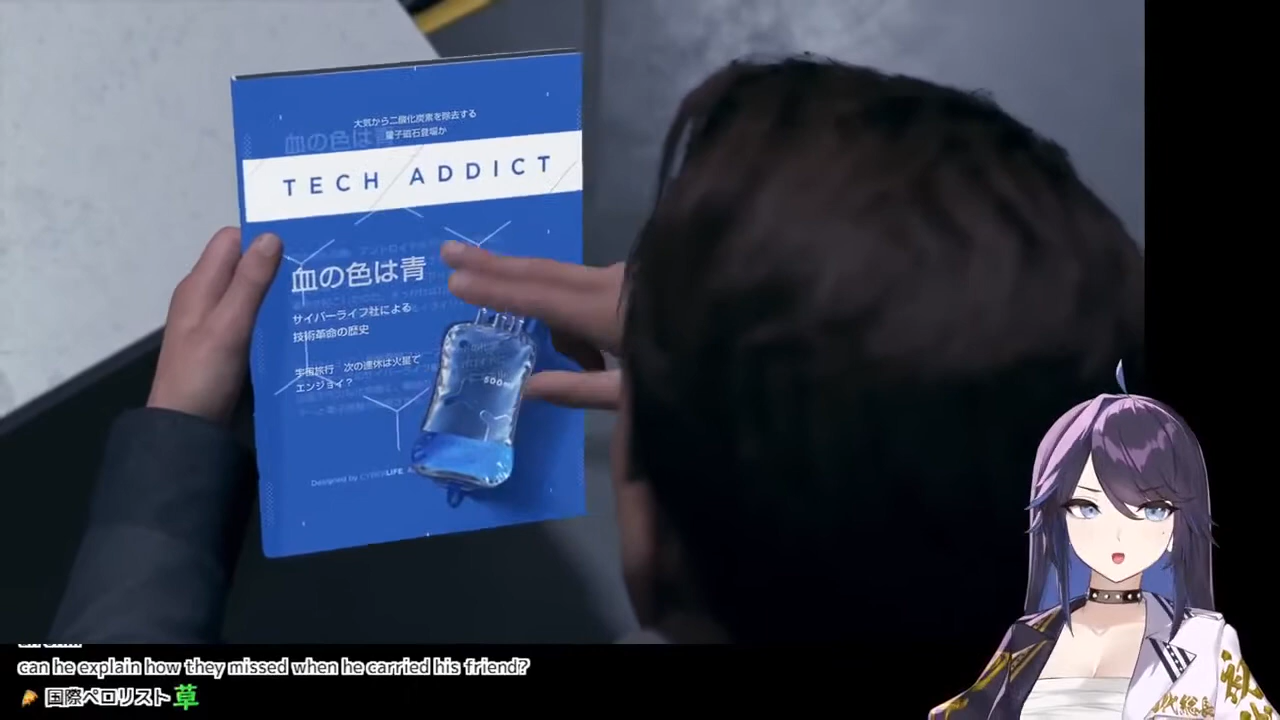 大気から二酸化炭素を除去する
量子磁石登場か
TECH ADDICT
血の色は青
サイバーライフ社による
技術革命の歴史
宇宙旅行 次の連休は火星で
エンジョイ?
500
Designed by CYBERLIFE
can he explain how they missed when he carried his friend?
国際ペロリスト 草